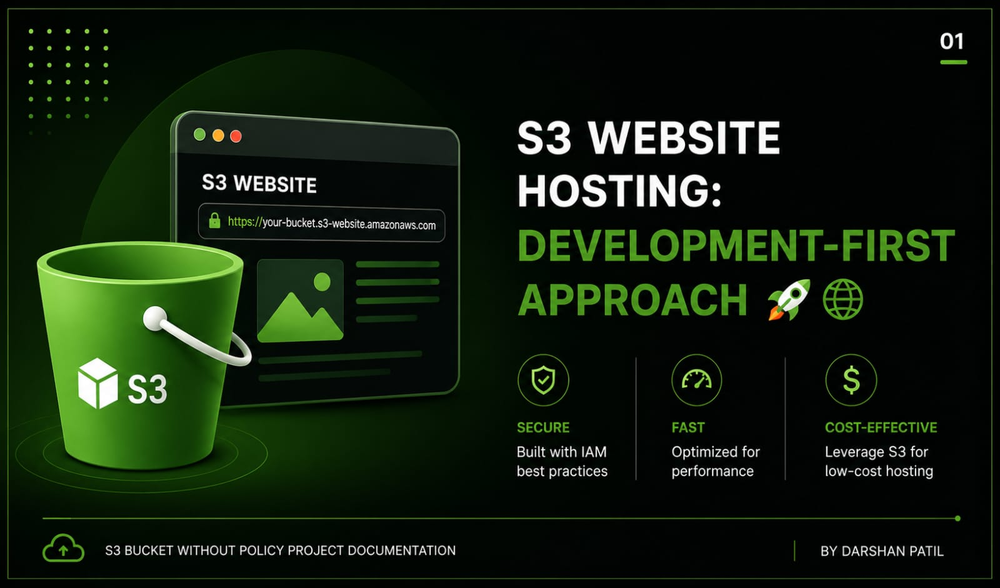 01
S3 WEBSITE
https://your-bucket.s3-website.amazonaws.com
S3
S3 WEBSITE
HOSTING:
DEVELOPMENT-FIRST
APPROACH
SECURE
Built with IAM
best practices
FAST
Optimized for
performance
COST-EFFECTIVE
Leverage S3 for
low-cost hosting
S3 BUCKET WITHOUT POLICY PROJECT DOCUMENTATION
BY DARSHAN PATIL